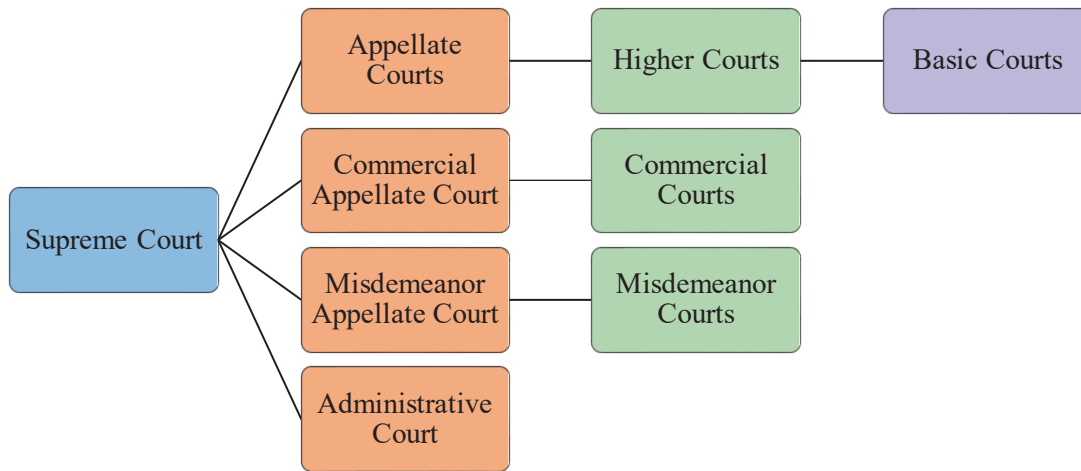 Supreme Court
Appellate
Courts
Higher Courts
Basic Courts
Commercial
Appellate Court
Commercial
Courts
Misdemeanor
Appellate Court
Misdemeanor
Courts
Administrative
Court